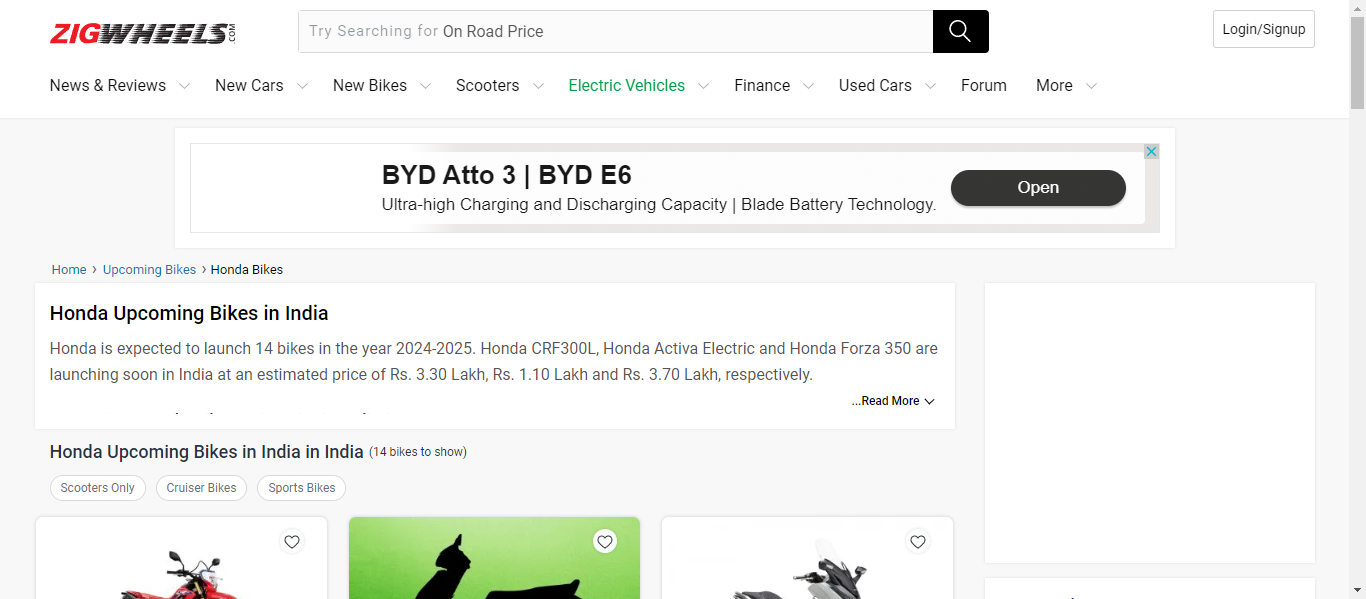 ZIGWHEELS.COM
Try Searching for On Road Price
Login/Signup
News & Reviews
New Cars
New Bikes
Scooters
Electric Vehicles
Finance
Used Cars
Forum
More
BYD Atto 3 | BYD E6
Ultra-high Charging and Discharging Capacity | Blade Battery Technology.
Open
Home › Upcoming Bikes › Honda Bikes
Honda Upcoming Bikes in India
Honda is expected to launch 14 bikes in the year 2024-2025. Honda CRF300L, Honda Activa Electric and Honda Forza 350 are
launching soon in India at an estimated price of Rs. 3.30 Lakh, Rs. 1.10 Lakh and Rs. 3.70 Lakh, respectively.
...Read More
Honda Upcoming Bikes in India in India (14 bikes to show)
Scooters Only
Cruiser Bikes
Sports Bikes